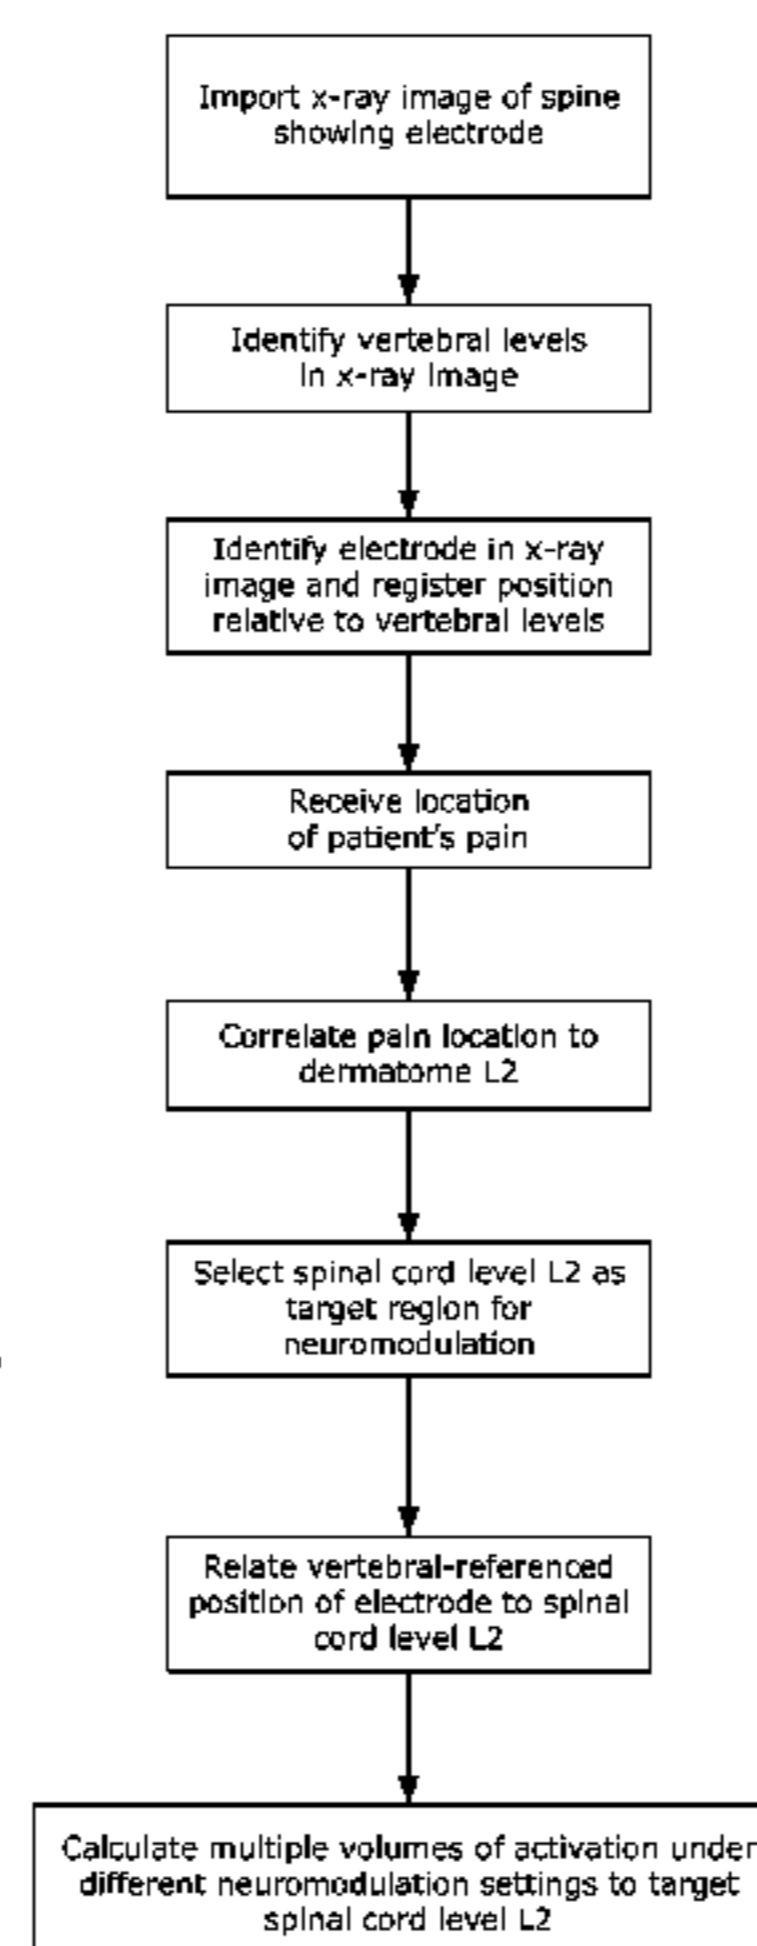 Import x-ray image of spine
showing electrode
Identify vertebral levels
in x-ray image
Identify electrode in x-ray
image and register position
relative to vertebral levels
Receive location
of patient's pain
Correlate pain location to
dermatome L2
Select spinal cord level L2 as
target region for
neuromodulation
Relate vertebral-referenced
position of electrode to spinal
cord level L2
Calculate multiple volumes of activation under
different neuromodulation settings to target
spinal cord level L2